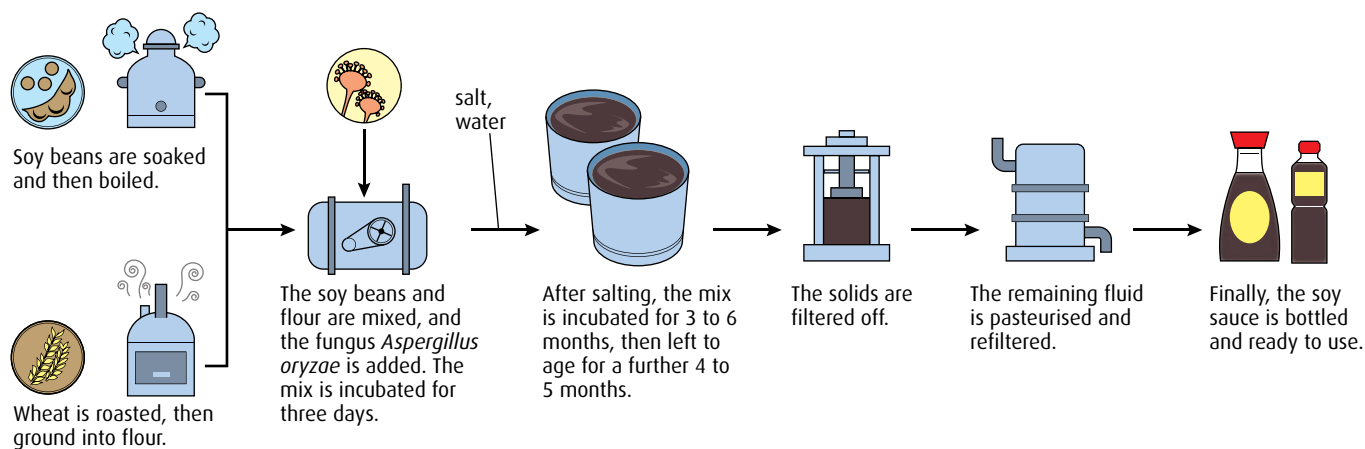 Soy beans are soaked
and then boiled.
Wheat is roasted, then
ground into flour.
The soy beans and
flour are mixed, and
the fungus Aspergillus
oryzae is added. The
mix is incubated for
three days.
salt,
water
After salting, the mix
is incubated for 3 to 6
months, then left to
age for a further 4 to
5 months.
The solids are
filtered off.
The remaining fluid
is pasteurised and
refiltered.
Finally, the soy
sauce is bottled
and ready to use.